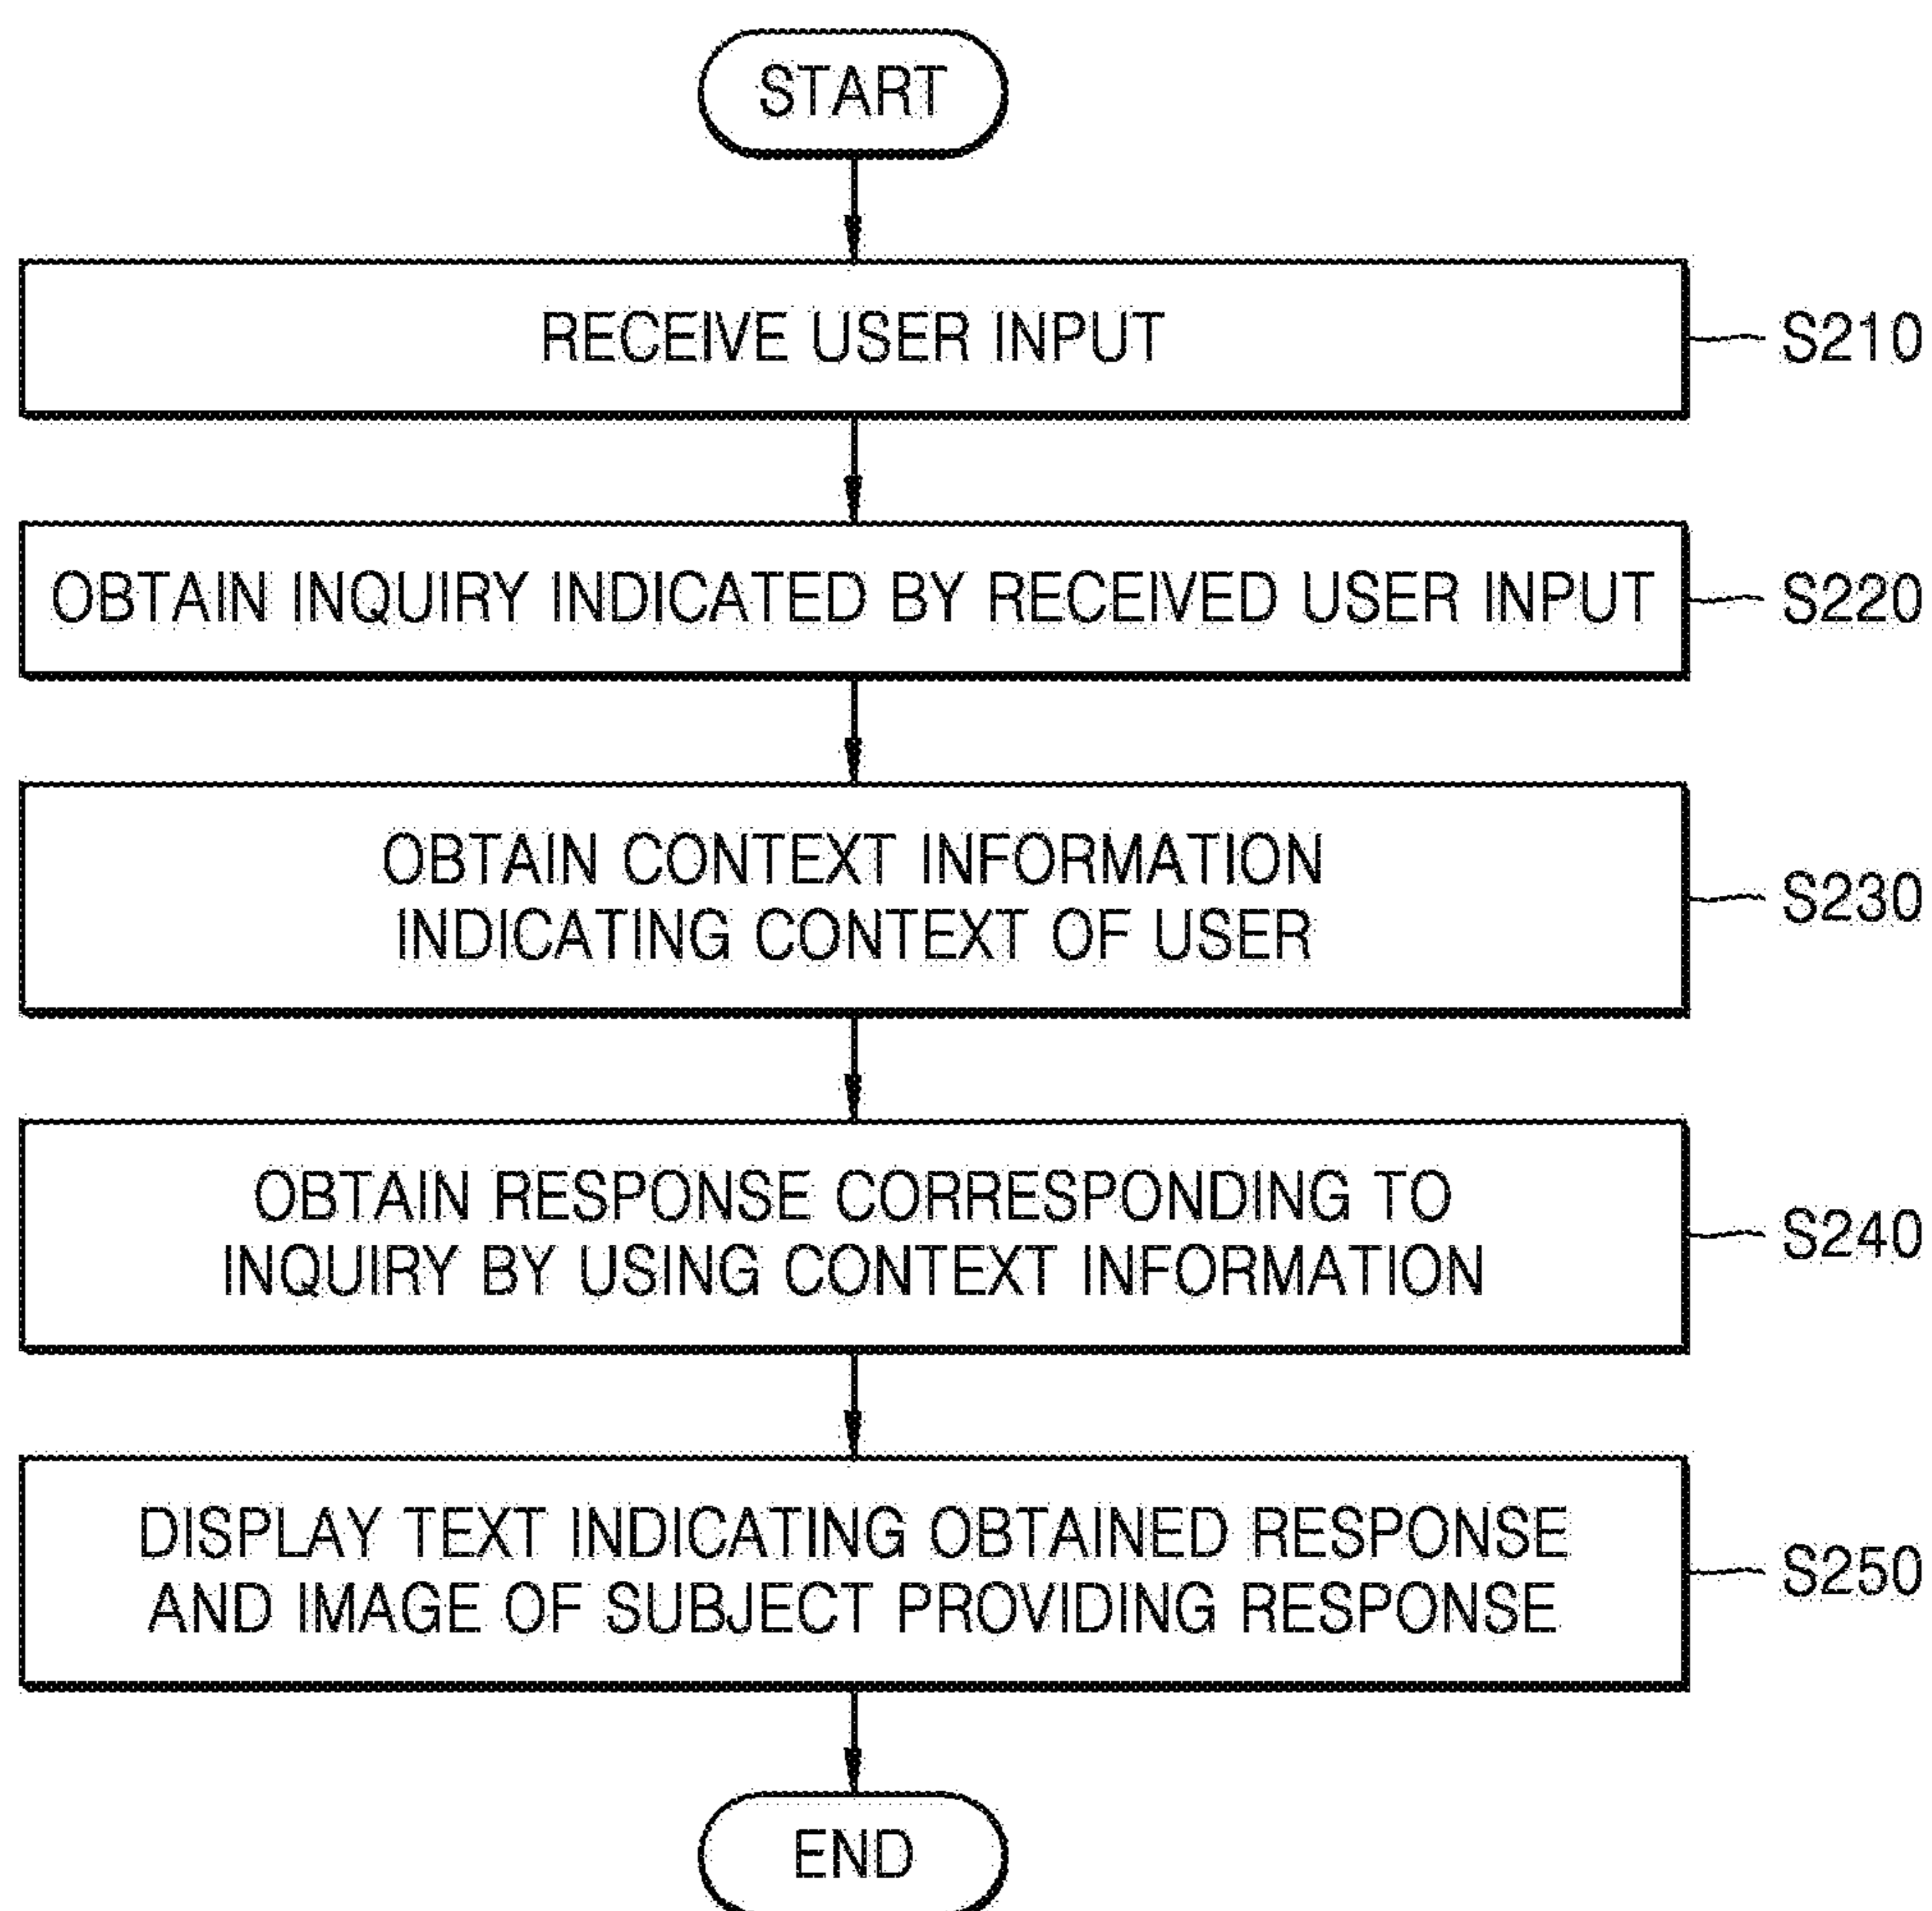 START
RECEIVE USER INPUT
S210
OBTAIN INQUIRY INDICATED BY RECEIVED USER INPUT
S220
OBTAIN CONTEXT INFORMATION
INDICATING CONTEXT OF USER
S230
OBTAIN RESPONSE CORRESPONDING TO
INQUIRY BY USING CONTEXT INFORMATION
S240
DISPLAY TEXT INDICATING OBTAINED RESPONSE
AND IMAGE OF SUBJECT PROVIDING RESPONSE
S250
END